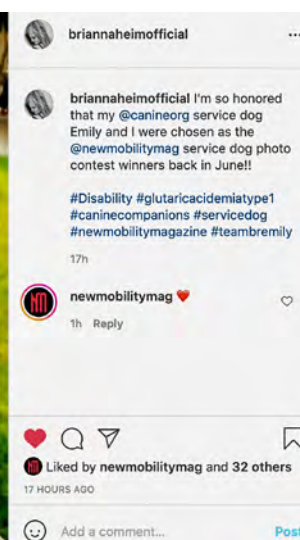 briannaheimofficial
...
briannaheimofficial I'm so honored
that my @canineorg service dog
Emily and I were chosen as the
@newmobilitymag service dog photo
contest winners back in June!!
#Disability #glutaricacidemiatype1
#caninecompanions #servicedog
#newmobilitymagazine #teambremily
17h
NM
newmobilitymag ❤️
1h Reply
Liked by newmobilitymag and 32 others
17 HOURS AGO
Add a comment...
Post